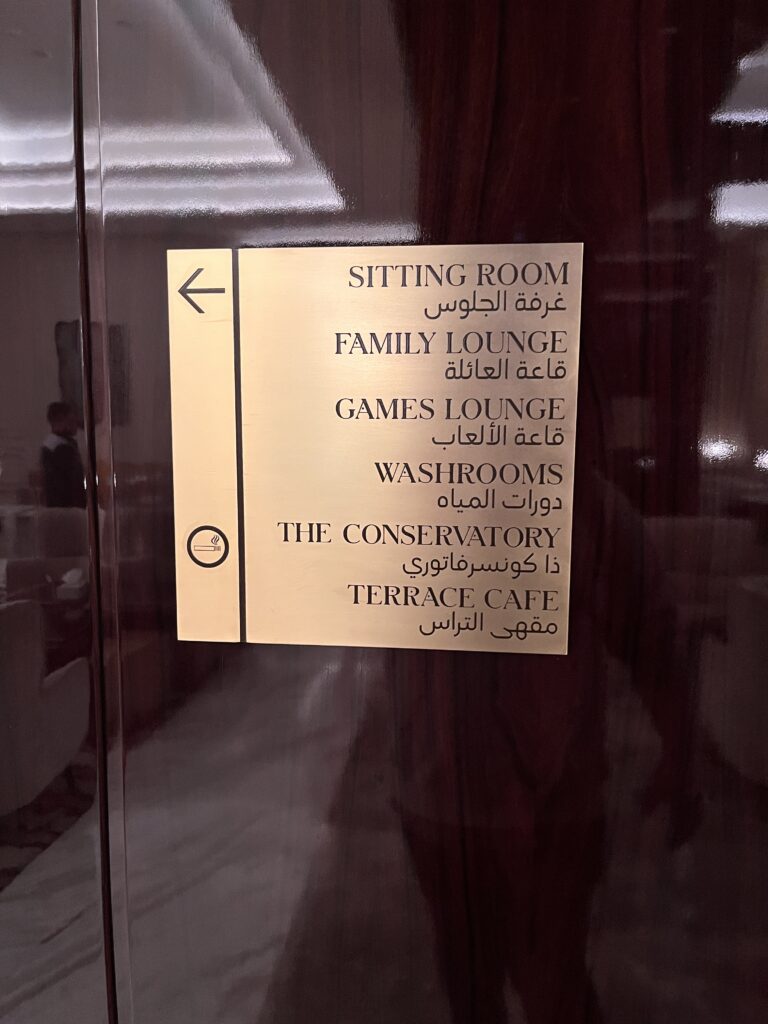 SITTING ROOM
غرفة الجلوس
FAMILY LOUNGE
قاعة العائلة
GAMES LOUNGE
قاعة الألعاب
WASHROOMS
دورات المياه
THE CONSERVATORY
ذا كونسرفاتوري
TERRACE CAFE
مقهى التراس